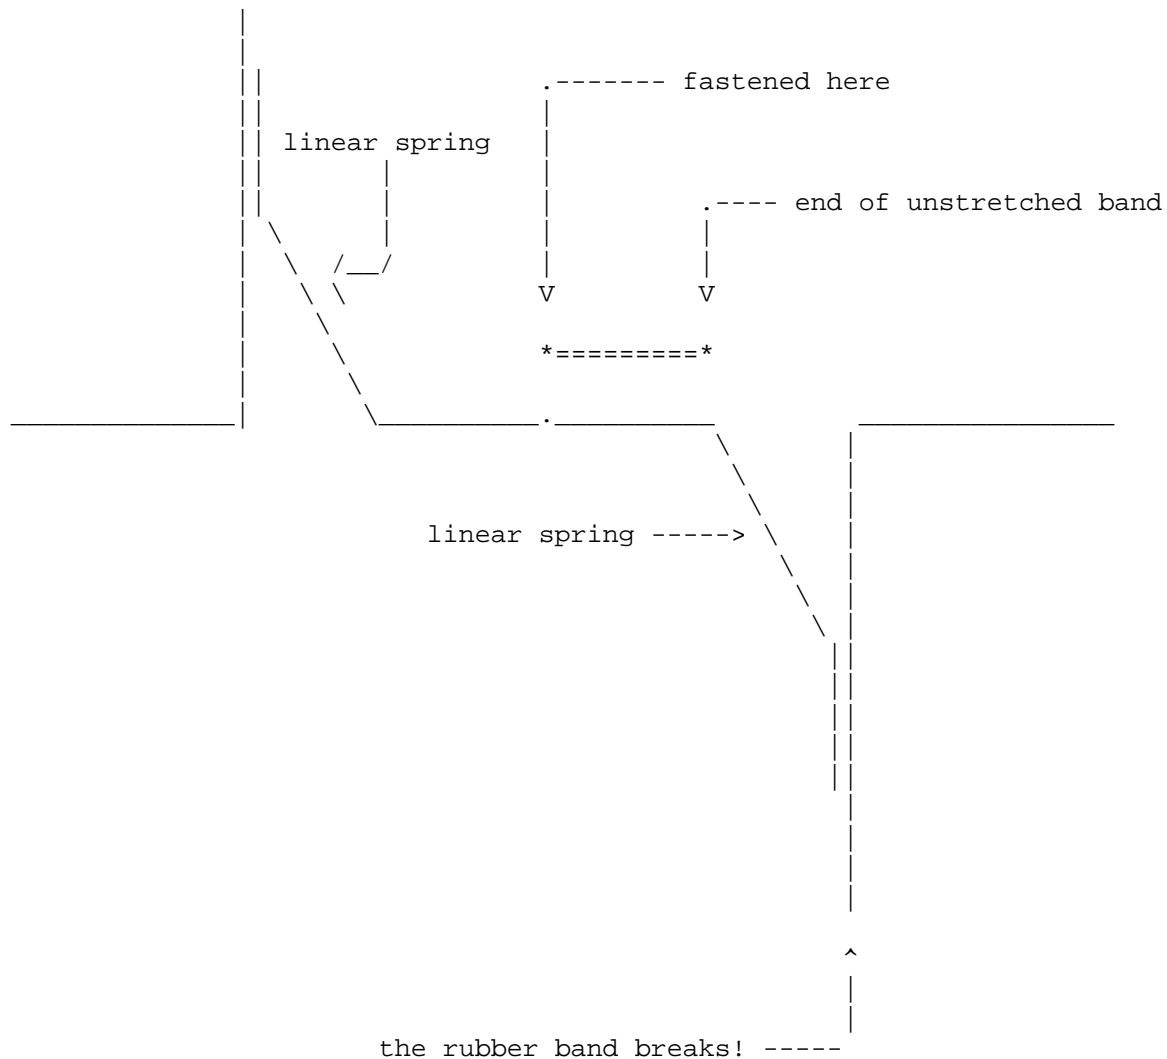 fastened here
linear spring
end of unstretched band
linear spring
the rubber band breaks!